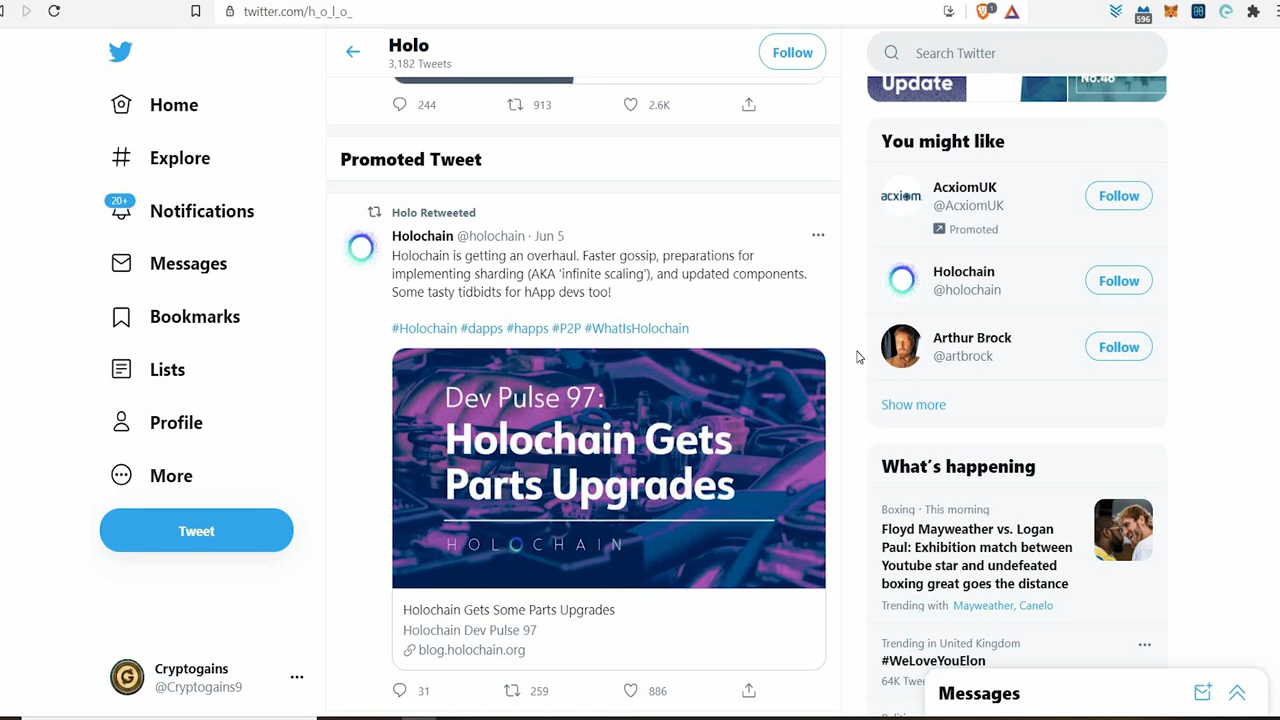 twitter.com/h_o_l_o_
596
Home
Explore
20+
Notifications
Messages
Bookmarks
Lists
Profile
More
Tweet
Cryptogains
@Cryptogains9
Holo
3,182 Tweets
Follow
244 913 2.6K
Promoted Tweet
Holo Retweeted
Holochain @holochain · Jun 5
Holochain is getting an overhaul. Faster gossip, preparations for
implementing sharding (AKA 'infinite scaling'), and updated components.
Some tasty tidbidts for hApp devs too!
#Holochain #dapps #happs #P2P #WhatIsHolochain
Dev Pulse 97:
Holochain Gets
Parts Upgrades
HOLOCHAIN
Holochain Gets Some Parts Upgrades
Holochain Dev Pulse 97
blog.holochain.org
31 259 886
Search Twitter
Update
No.46
You might like
acxiom
AcxiomUK
@AcxiomUK
Promoted
Follow
Holochain
@holochain
Follow
Arthur Brock
@artbrock
Follow
Show more
What's happening
Boxing · This morning
Floyd Mayweather vs. Logan
Paul: Exhibition match between
Youtube star and undefeated
boxing great goes the distance
Trending with Mayweather, Canelo
Trending in United Kingdom
#WeLoveYouElon
64K
Messages